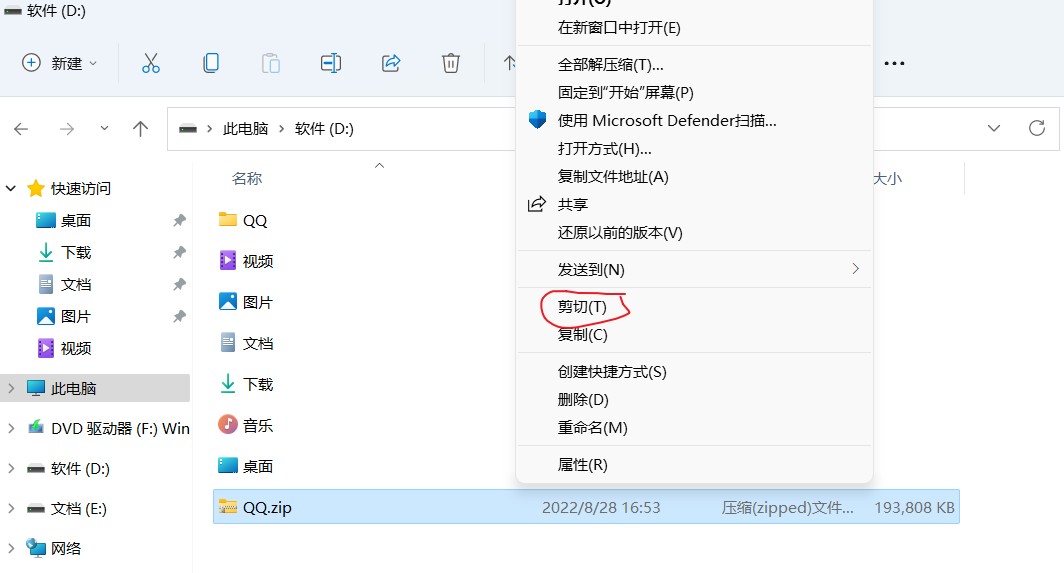 软件 (D:)
新建
此电脑 软件 (D:)
快速访问
桌面
下载
文档
图片
视频
此电脑
DVD 驱动器 (F:) Win
软件 (D:)
文档 (E:)
网络
名称
大小
QQ
视频
图片
文档
下载
音乐
桌面
QQ.zip 2022/8/28 16:53 压缩(zipped)文件... 193,808 KB
打开(O)
在新窗口中打开(E)
全部解压缩(T)...
固定到"开始"屏幕(P)
使用 Microsoft Defender扫描...
打开方式(H)...
复制文件地址(A)
共享
还原以前的版本(V)
发送到(N)
剪切(T)
复制(C)
创建快捷方式(S)
删除(D)
重命名(M)
属性(R)